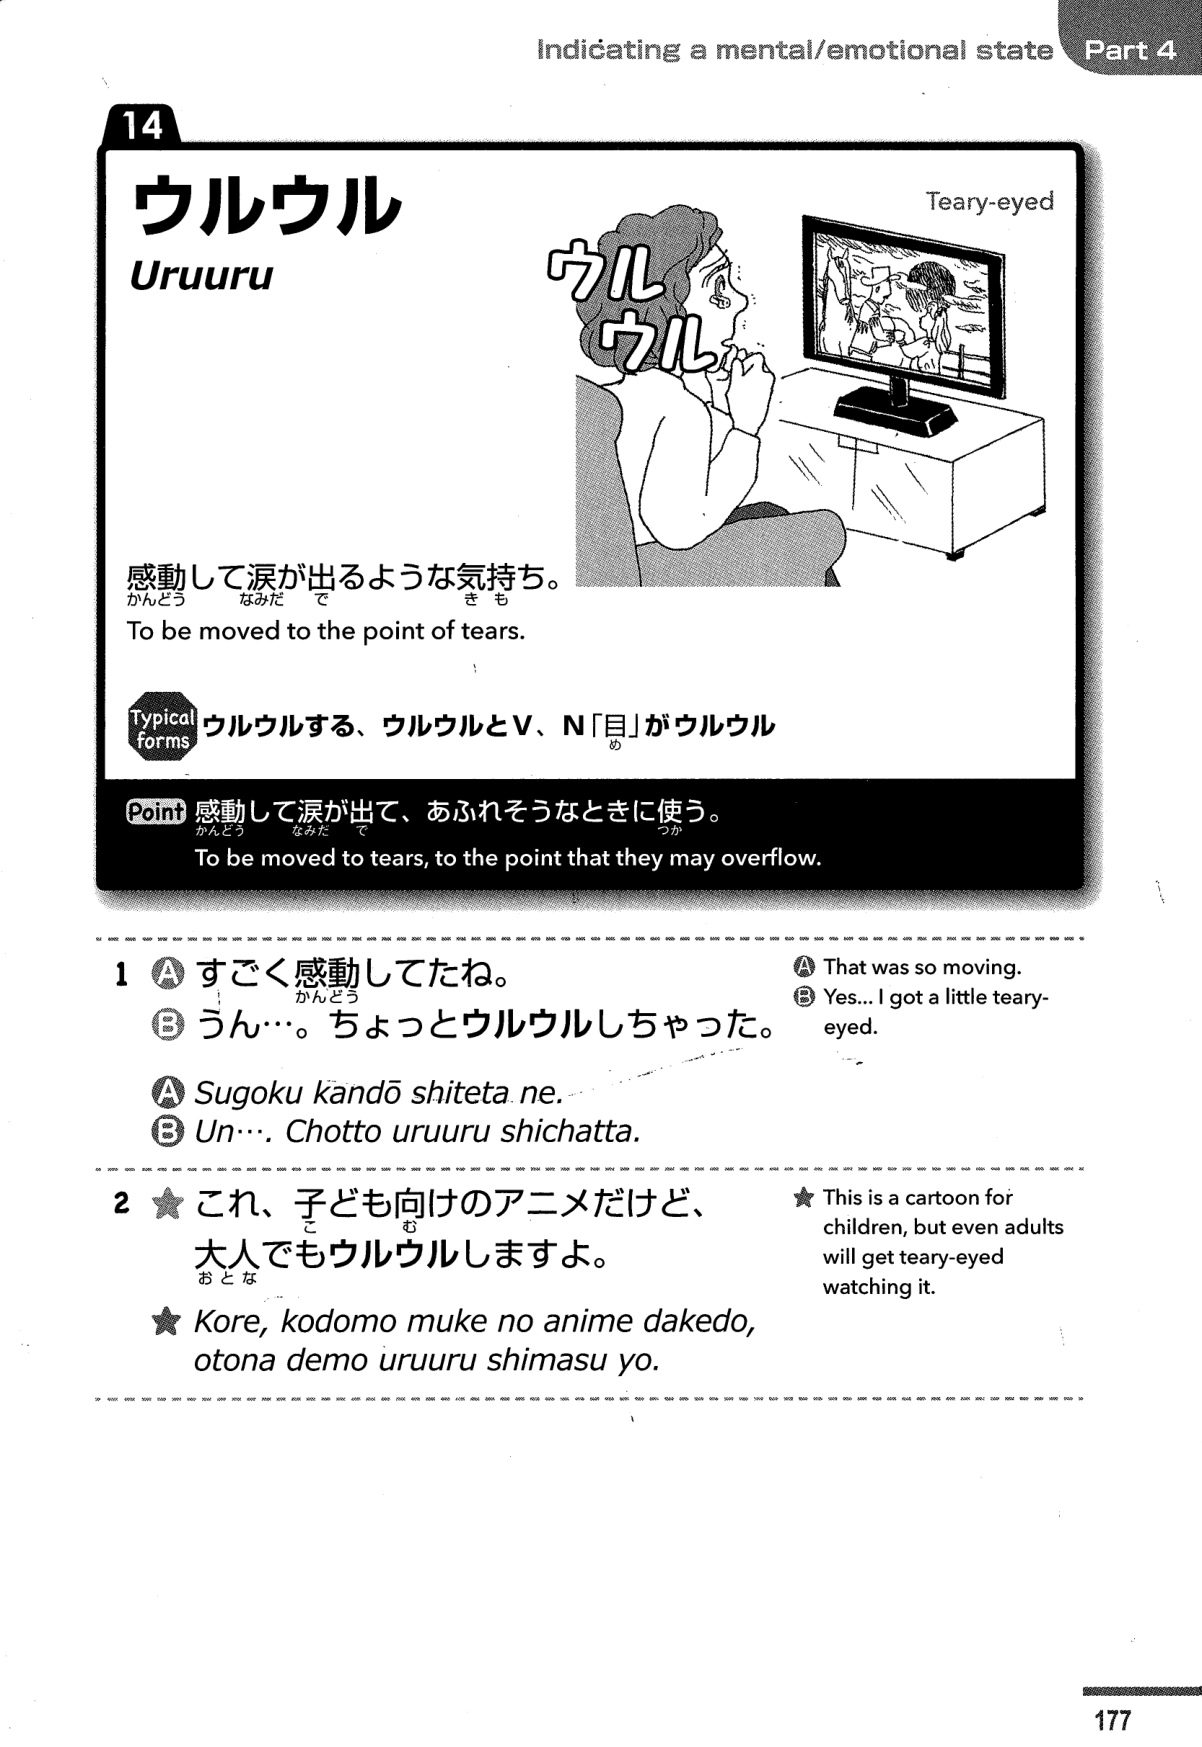 Indicating a mental/emotional state Part 4
14
ウルウル
Uruuru
Teary-eyed
ウル
ウル
感動して涙が出るような気持ち。
かんどう なみだ で き も
To be moved to the point of tears.
Typical forms ウルウルする、ウルウルとV、N「目」がウルウル
め
Point 感動して涙が出て、あふれそうなときに使う。
かんどう なみだ で つか
To be moved to tears, to the point that they may overflow.
1 A すごく感動してたね。
かんどう
B うん…。ちょっとウルウルしちゃった。
A That was so moving.
B Yes... I got a little teary-
eyed.
A Sugoku kandō shiteta ne.
B Un…. Chotto uruuru shichatta.
2 ★ これ、子ども向けのアニメだけど、
こ む
大人でもウルウルしますよ。
おとな
★ This is a cartoon for
children, but even adults
will get teary-eyed
watching it.
★ Kore, kodomo muke no anime dakedo,
otona demo uruuru shimasu yo.
177